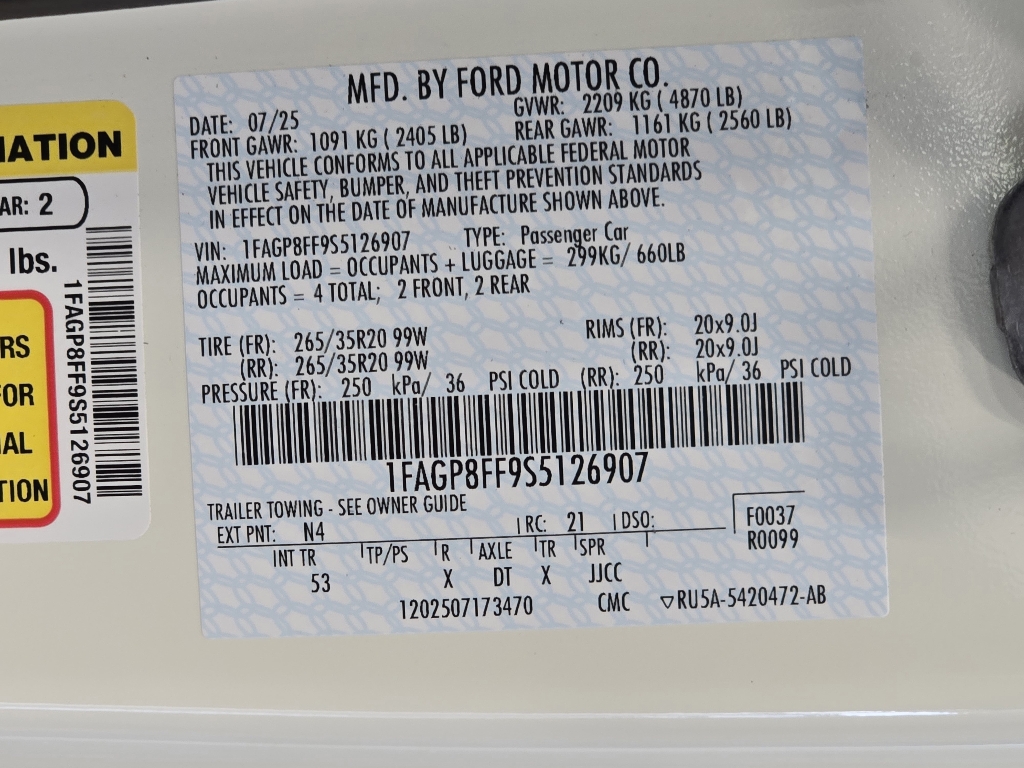 MFD. BY FORD MOTOR CO.
DATE: 07/25 GVWR: 2209 KG ( 4870 LB)
FRONT GAWR: 1091 KG ( 2405 LB) REAR GAWR: 1161 KG ( 2560 LB)
THIS VEHICLE CONFORMS TO ALL APPLICABLE FEDERAL MOTOR
VEHICLE SAFETY, BUMPER, AND THEFT PREVENTION STANDARDS
IN EFFECT ON THE DATE OF MANUFACTURE SHOWN ABOVE.
VIN: 1FAGP8FF9S5126907 TYPE: Passenger Car
MAXIMUM LOAD = OCCUPANTS + LUGGAGE = 299KG/ 660LB
OCCUPANTS = 4 TOTAL; 2 FRONT, 2 REAR
TIRE (FR): 265/35R20 99W RIMS (FR): 20x9.0J
(RR): 265/35R20 99W (RR): 20x9.0J
PRESSURE (FR): 250 kPa/ 36 PSI COLD (RR): 250 kPa/ 36 PSI COLD
1FAGP8FF9S5126907
TRAILER TOWING - SEE OWNER GUIDE
EXT PNT: N4 RC: 21 DSO: F0037
R0099
INT TR TP/PS R AXLE TR SPR
53 X DT X JJCC
1202507173470 CMC ▽RU5A-5420472-AB
MATION
AR: 2
lbs.
RS
FOR
AL
TION
1FAGP8FF9S5126907